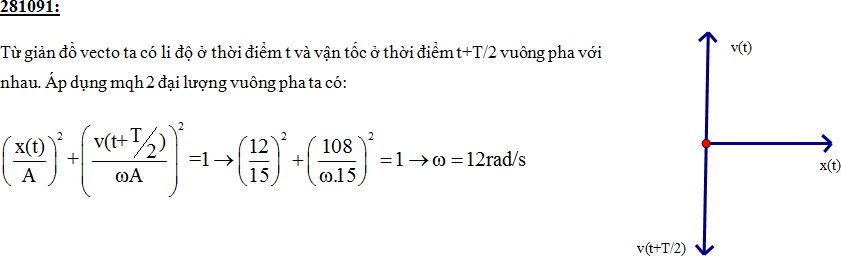 281091:
Từ giản đồ vecto ta có li độ ở thời điểm t và vận tốc ở thời điểm t+T/2 vuông pha với
nhau. Áp dụng mqh 2 đại lượng vuông pha ta có:
(x(t)/A)² + (v(t+T/2)/ωA)² =1 → (12/15)² + (108/ω.15)² = 1 → ω = 12rad/s
v(t)
x(t)
v(t+T/2)